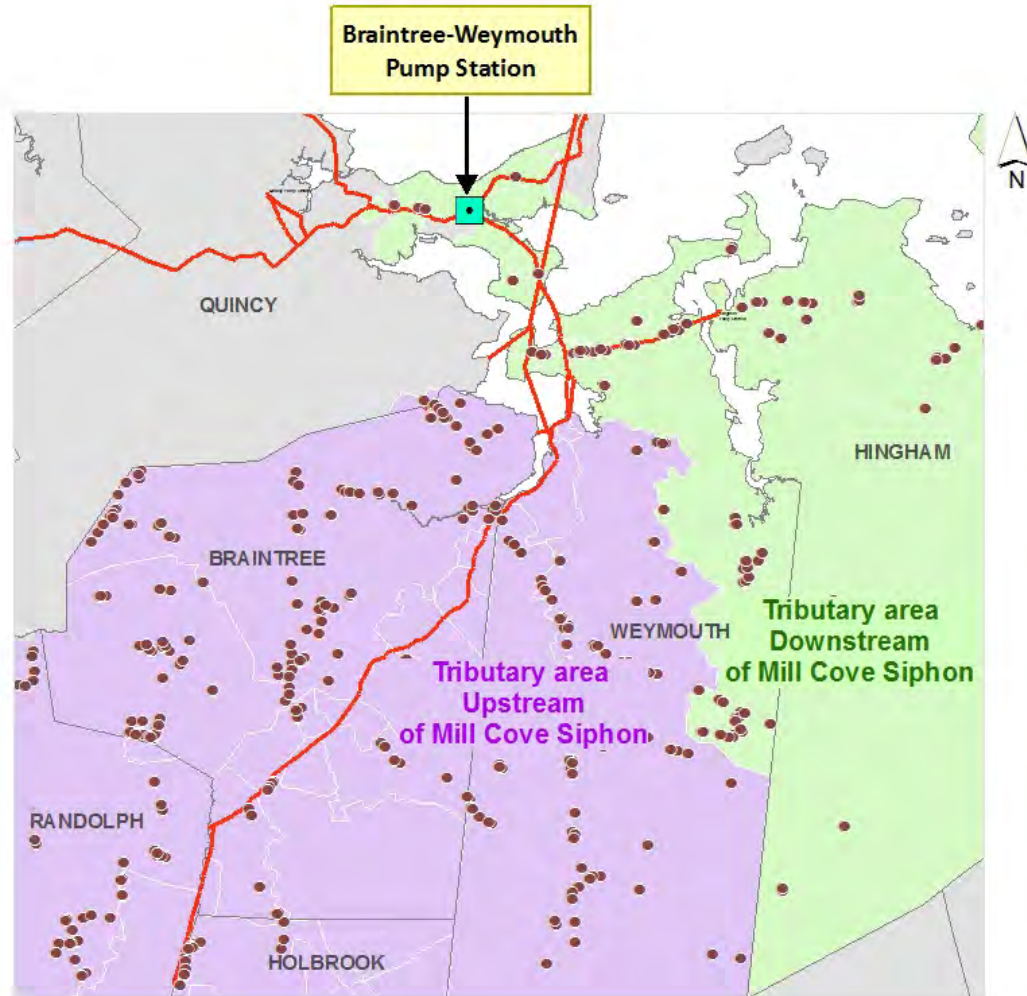 Braintree-Weymouth
Pump Station
N
QUINCY
HINGHAM
BRAINTREE
WEYMOUTH
Tributary area
Downstream
of Mill Cove Siphon
Tributary area
Upstream
of Mill Cove Siphon
RANDOLPH
HOLBROOK